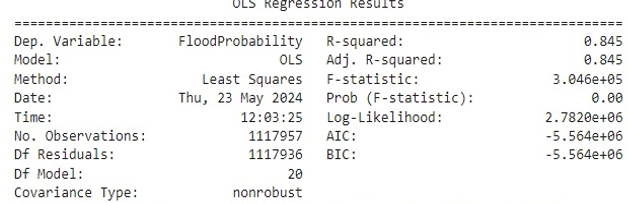 OLS Regression Results
==============================================================================
Dep. Variable: FloodProbability R-squared: 0.845
Model: OLS Adj. R-squared: 0.845
Method: Least Squares F-statistic: 3.046e+05
Date: Thu, 23 May 2024 Prob (F-statistic): 0.00
Time: 12:03:25 Log-Likelihood: 2.7820e+06
No. Observations: 1117957 AIC: -5.564e+06
Df Residuals: 1117936 BIC: -5.564e+06
Df Model: 20
Covariance Type: nonrobust